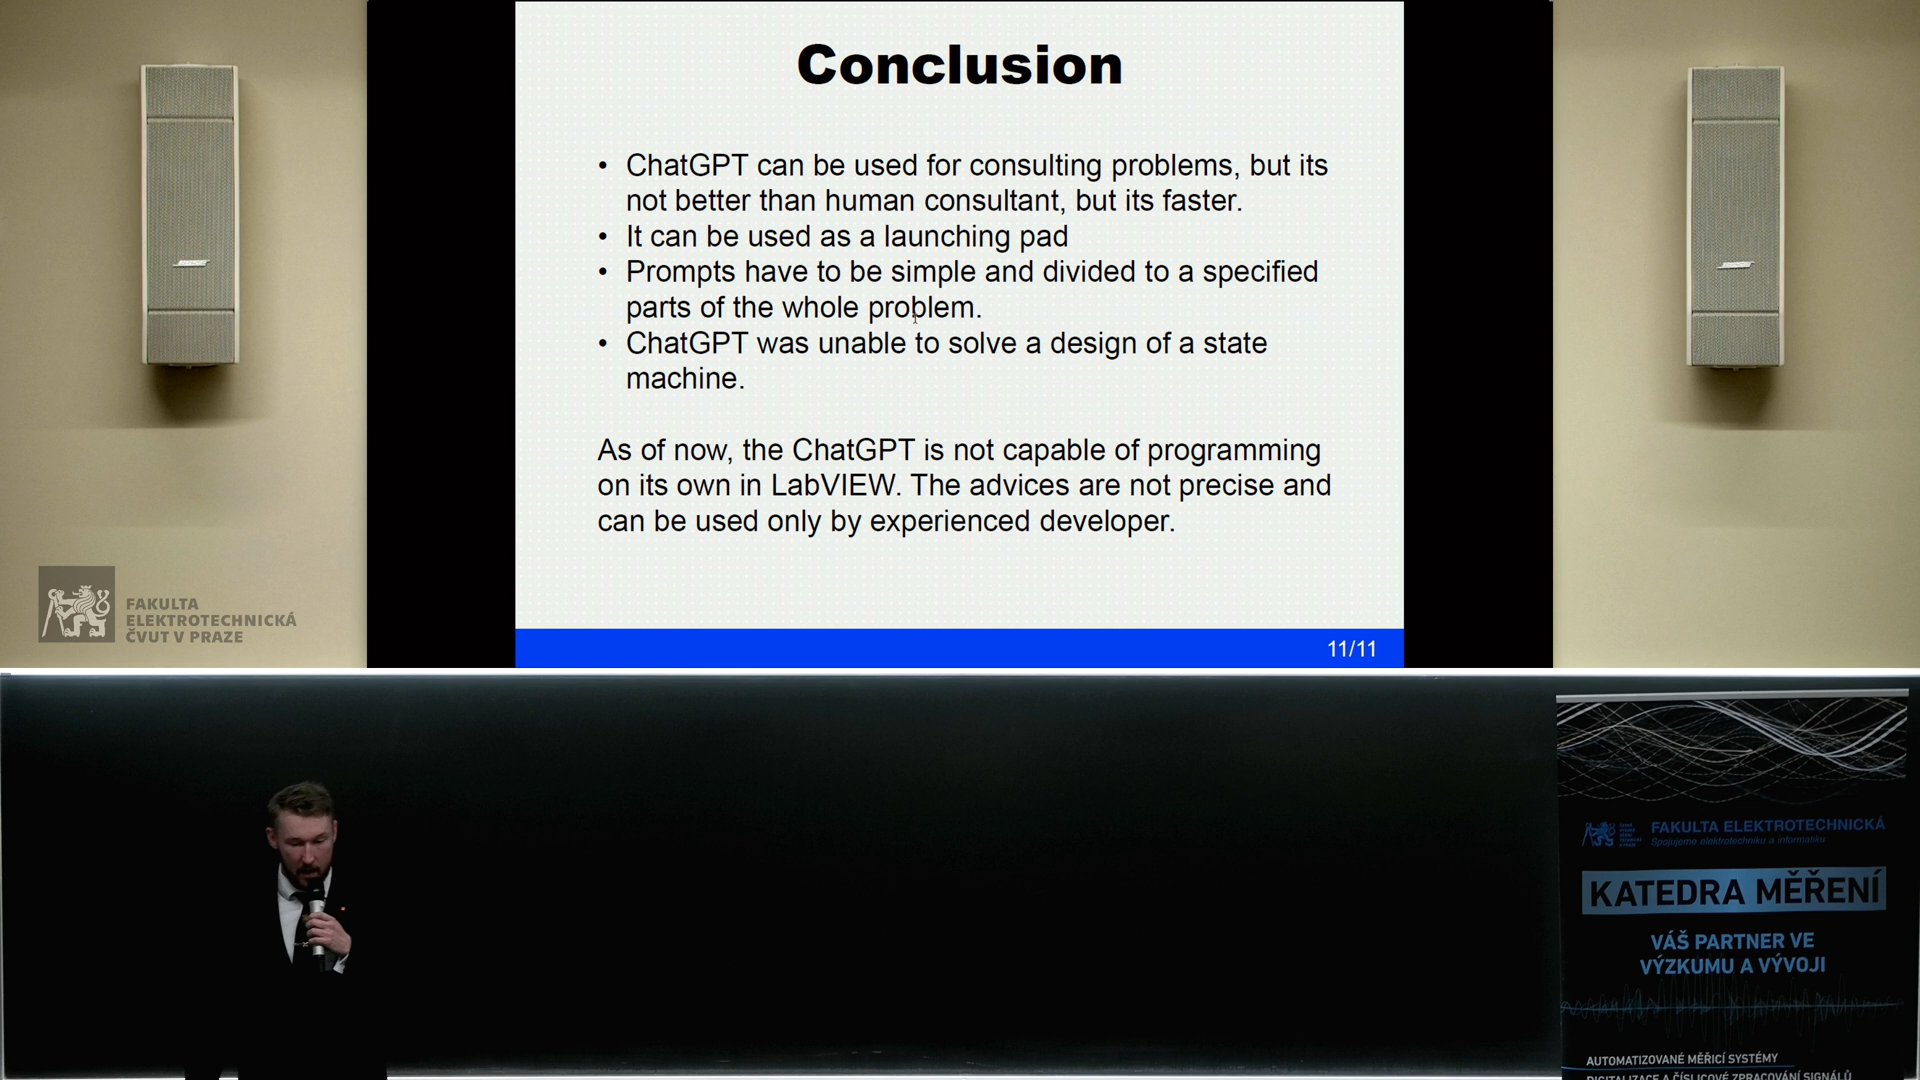 Conclusion
• ChatGPT can be used for consulting problems, but its
not better than human consultant, but its faster.
• It can be used as a launching pad
• Prompts have to be simple and divided to a specified
parts of the whole problem.
• ChatGPT was unable to solve a design of a state
machine.
As of now, the ChatGPT is not capable of programming
on its own in LabVIEW. The advices are not precise and
can be used only by experienced developer.
11/11
FAKULTA
ELEKTROTECHNICKÁ
ČVUT V PRAZE
FAKULTA ELEKTROTECHNICKÁ
Spojujeme elektrotechniku a informatiku
KATEDRA MĚŘENÍ
VÁŠ PARTNER VE
VÝZKUMU A VÝVOJI
AUTOMATIZOVANÉ MĚŘICÍ SYSTÉMY
DIGITALIZACE A ČÍSLICOVÉ ZPRACOVÁNÍ SIGNÁLŮ